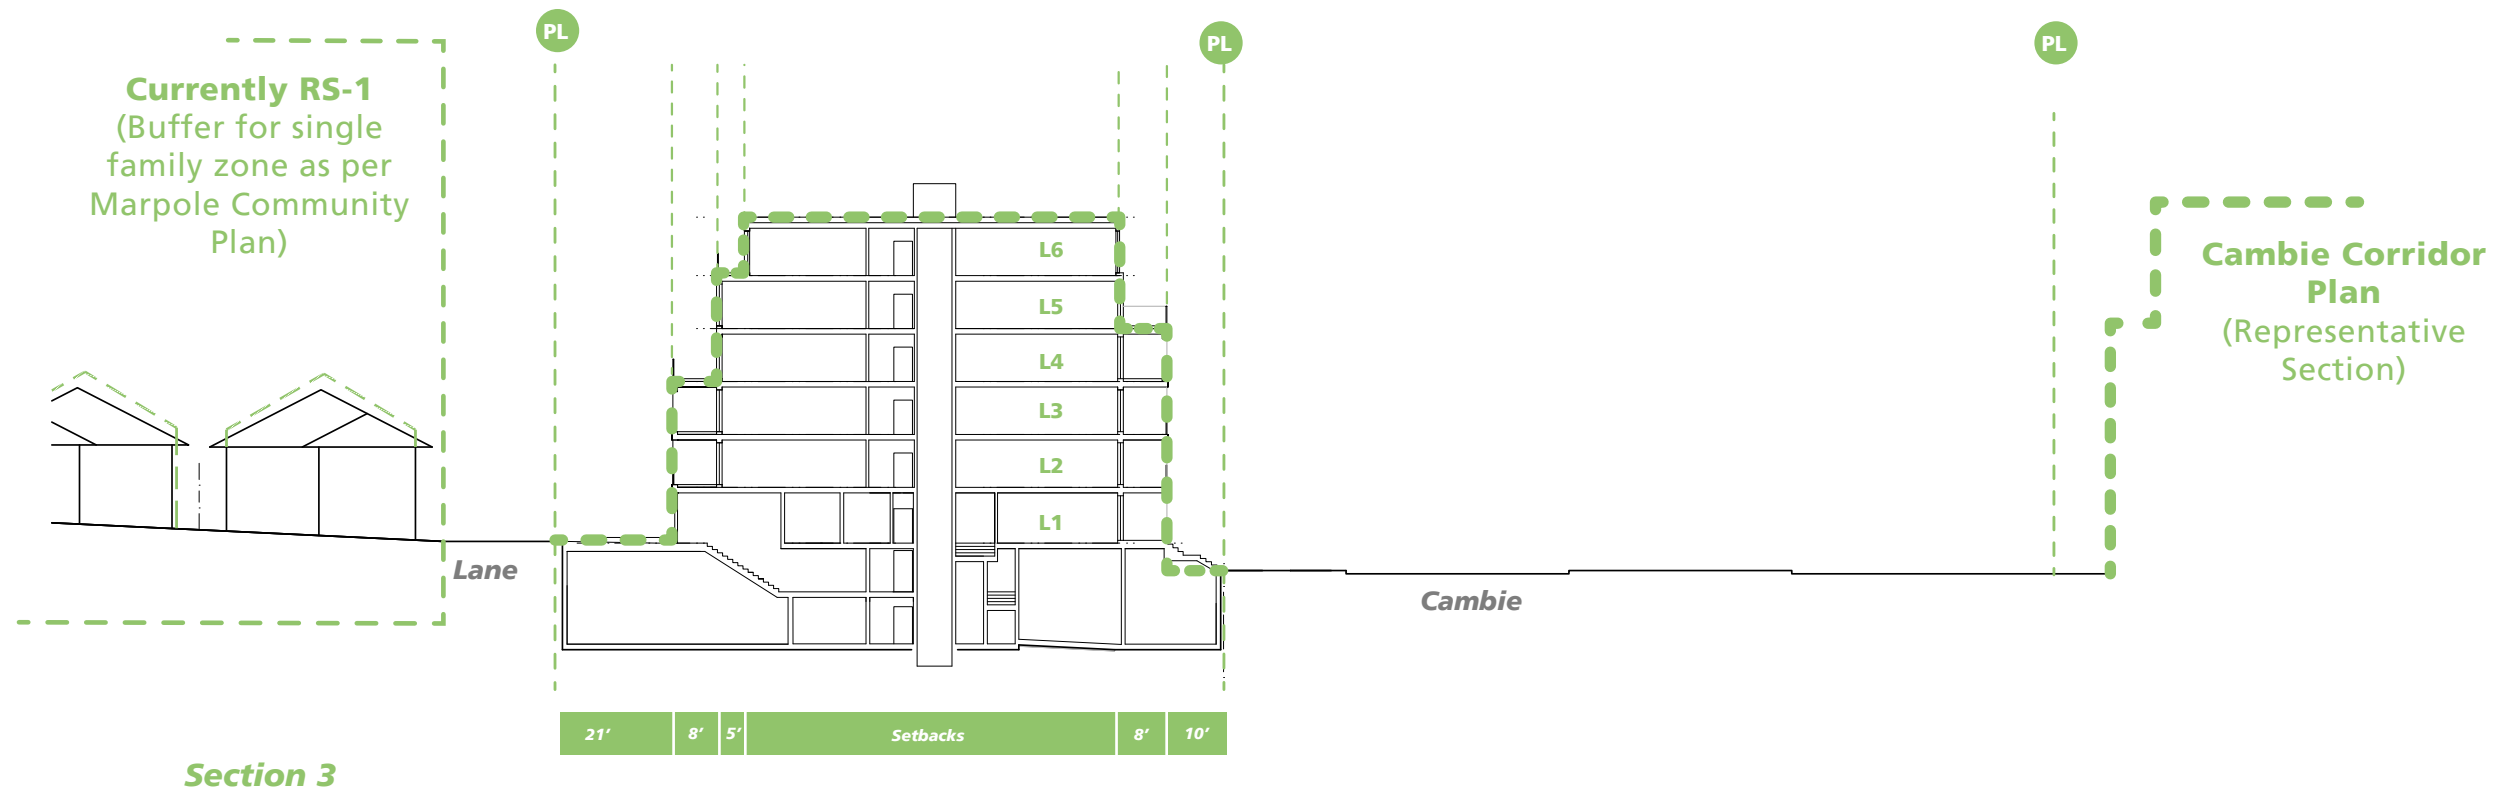 PL
PL
PL
Currently RS-1
(Buffer for single
family zone as per
Marpole Community
Plan)
Cambie Corridor
Plan
(Representative
Section)
L6
L5
L4
L3
L2
L1
Lane
Cambie
21’
8’
5’
Setbacks
8’
10’
Section 3